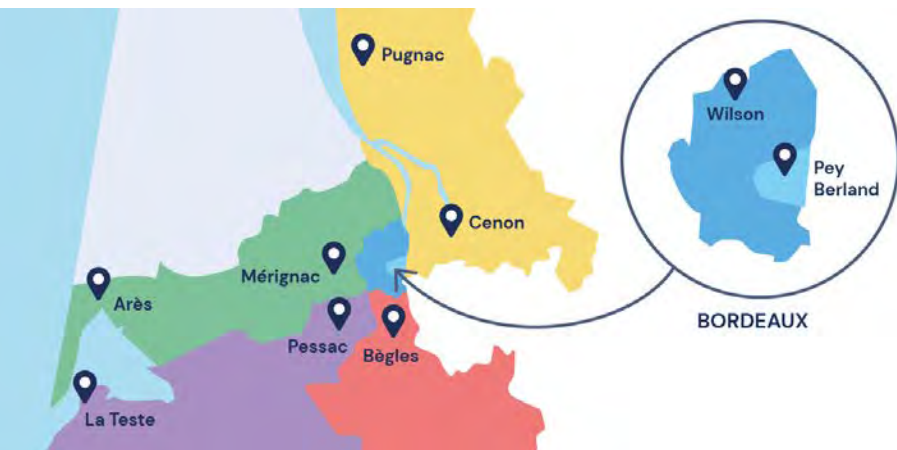 Pugnac
Wilson
Pey
Berland
Cenon
Mérignac
Arès
BORDEAUX
Pessac
Bègles
La Teste